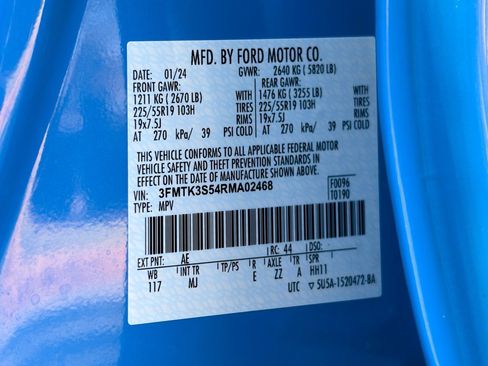 MFD. BY FORD MOTOR CO.
DATE: 01/24 GVWR: 2640 KG ( 5820 LB)
FRONT GAWR: REAR GAWR:
1211 KG ( 2670 LB) 1476 KG ( 3255 LB)
225/55R19 103H TIRES 225/55R19 103H TIRES
19x7.5J RIMS 19x7.5J RIMS
AT 270 kPa/ 39 PSI COLD AT 270 kPa/ 39 PSI COLD
THIS VEHICLE CONFORMS TO ALL APPLICABLE FEDERAL MOTOR
VEHICLE SAFETY AND THEFT PREVENTION STANDARDS IN
EFFECT ON THE DATE OF MANUFACTURE SHOWN ABOVE.
VIN: 3FMTK3S54RMA02468 F0096
TYPE: MPV T0190
EXT PNT: AE RC: 44 DSO:
WB INT TR TP/PS R AXLE TR SPR
117 MJ E ZZ A HH11
UTC ▽ 5U5A-1520472-BA